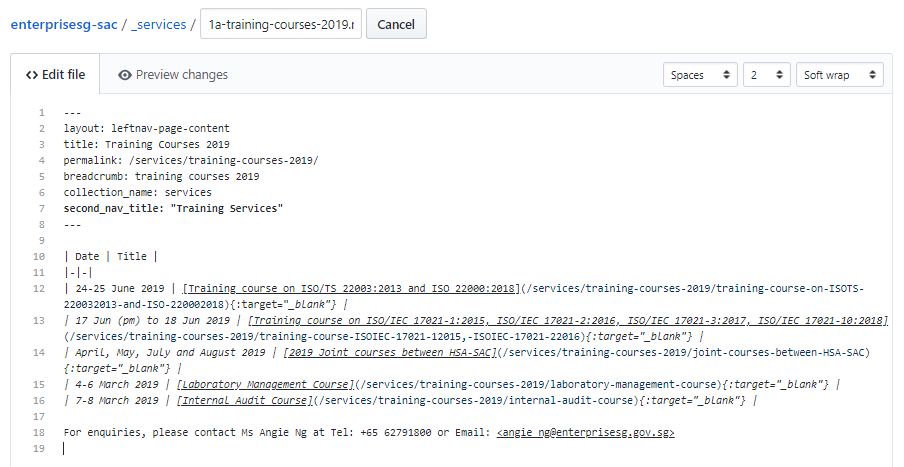 enterprisesg-sac / _services / 1a-training-courses-2019.r Cancel
<> Edit file Preview changes Spaces 2 Soft wrap
1 ---
2 layout: leftnav-page-content
3 title: Training Courses 2019
4 permalink: /services/training-courses-2019/
5 breadcrumb: training courses 2019
6 collection_name: services
7 second_nav_title: "Training Services"
8 ---
9
10 | Date | Title |
11 |-|-|
12 | 24-25 June 2019 | [Training course on ISO/TS 22003:2013 and ISO 22000:2018](/services/training-courses-2019/training-course-on-ISOTS-
220032013-and-ISO-220002018){:target="_blank"} |
13 | 17 Jun (pm) to 18 Jun 2019 | [Training course on ISO/IEC 17021-1:2015, ISO/IEC 17021-2:2016, ISO/IEC 17021-3:2017, ISO/IEC 17021-10:2018]
(/services/training-courses-2019/training-course-ISOIEC-17021-12015,-ISOIEC-17021-22016){:target="_blank"} |
14 | April, May, July and August 2019 | [2019 Joint courses between HSA-SAC](/services/training-courses-2019/joint-courses-between-HSA-SAC)
{:target="_blank"} |
15 | 4-6 March 2019 | [Laboratory Management Course](/services/training-courses-2019/laboratory-management-course){:target="_blank"} |
16 | 7-8 March 2019 | [Internal Audit Course](/services/training-courses-2019/internal-audit-course){:target="_blank"} |
17
18 For enquiries, please contact Ms Angie Ng at Tel: +65 62791800 or Email: <angie_ng@enterprisesg.gov.sg>
19